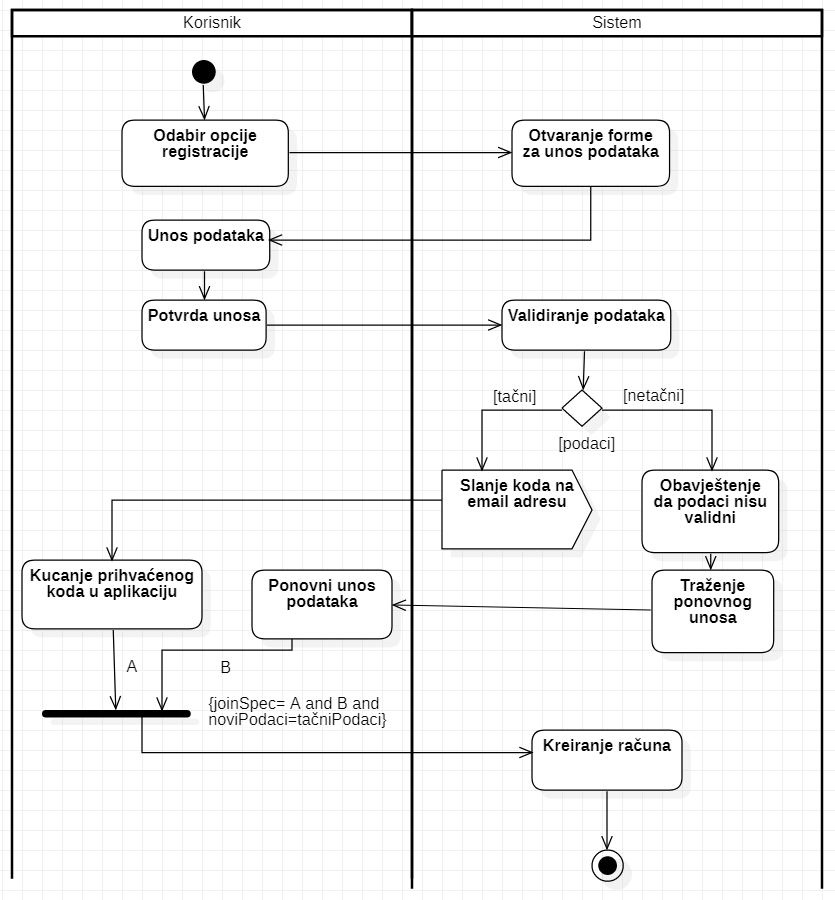 Korisnik
Sistem
Odabir opcije
registracije
Otvaranje forme
za unos podataka
Unos podataka
Potvrda unosa
Validiranje podataka
[tačni]
[netačni]
[podaci]
Slanje koda na
email adresu
Obavještenje
da podaci nisu
validni
Kucanje prihvaćenog
koda u aplikaciju
Ponovni unos
podataka
Traženje
ponovnog
unosa
A
B
{joinSpec= A and B and
noviPodaci=tačniPodaci}
Kreiranje računa